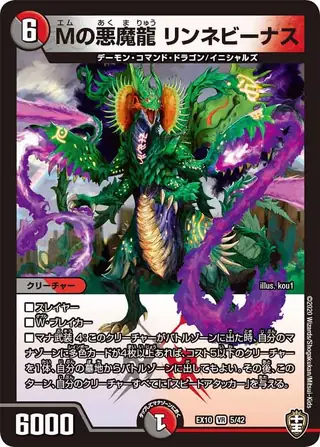 6
エム あくま りゅう
Mの悪魔龍 リンネビーナス
デーモン・コマンド・ドラゴン/イニシャルズ
クリーチャー
illus. kou1
■スレイヤー
■W・ブレイカー
■マナ武装 4:このクリーチャーがバトルゾーンに出た時、自分のマ
ナゾーンに多色カードが4枚以上あれば、コスト5以下のクリーチャー
を1体、自分の墓地からバトルゾーンに出してもよい。その後、このター
ン、自分のクリーチャーすべてに「スピードアタッカー」を与える。
©2020 Wizards/Shogakukan/Mitsui-Kids
6000
1
EX10 VR 5/42